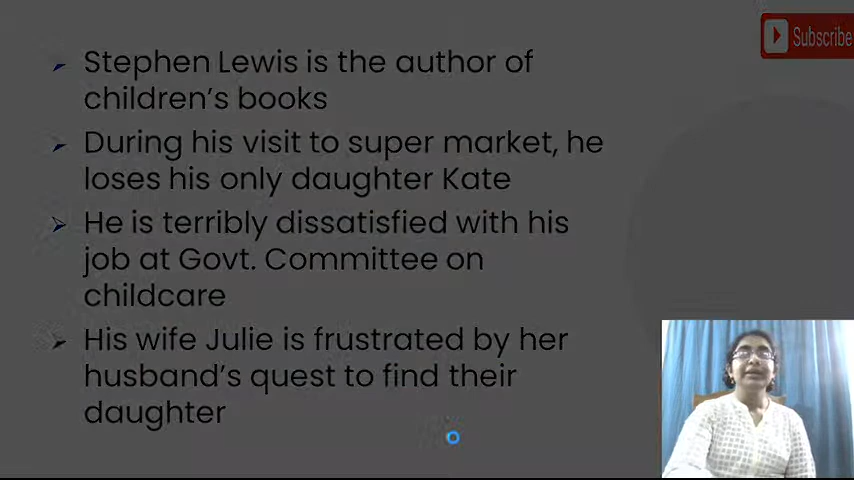 Stephen Lewis is the author of
children's books
During his visit to super market, he
loses his only daughter Kate
He is terribly dissatisfied with his
job at Govt. Committee on
childcare
His wife Julie is frustrated by her
husband's quest to find their
daughter
Subscribe